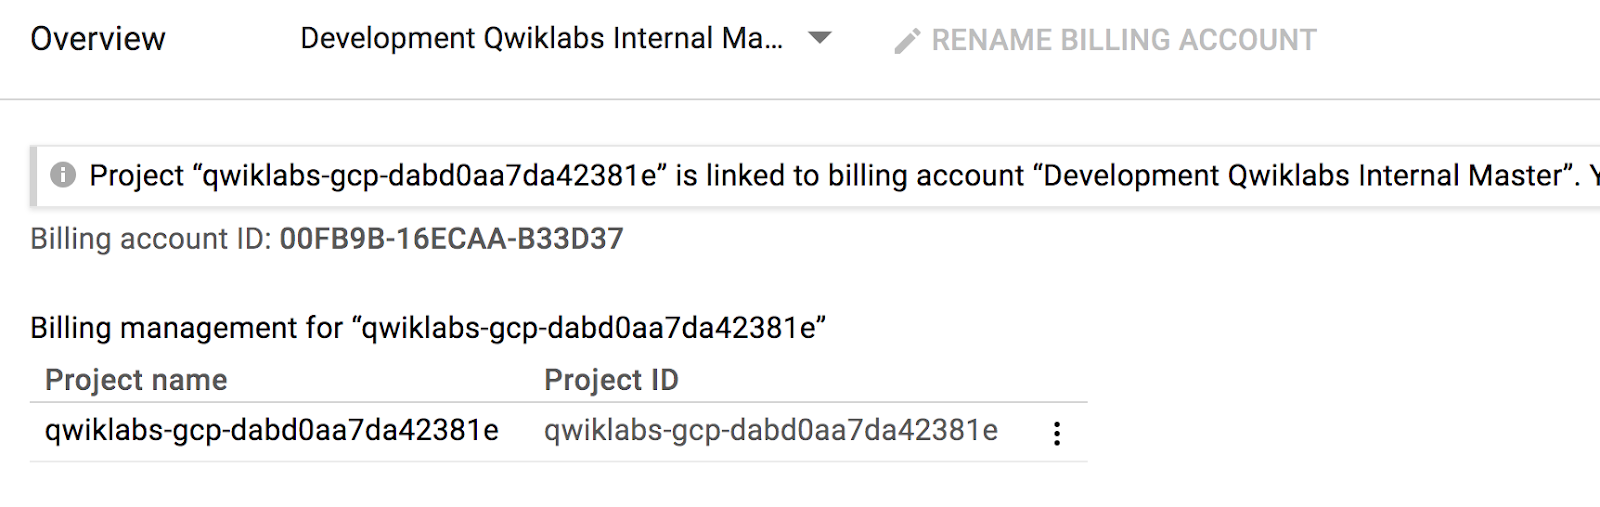 Overview Development Qwiklabs Internal Ma... RENAME BILLING ACCOUNT
Project “qwiklabs-gcp-dabd0aa7da42381e” is linked to billing account “Development Qwiklabs Internal Master”. Y
Billing account ID: 00FB9B-16ECAA-B33D37
Billing management for “qwiklabs-gcp-dabd0aa7da42381e”
Project name Project ID
qwiklabs-gcp-dabd0aa7da42381e qwiklabs-gcp-dabd0aa7da42381e